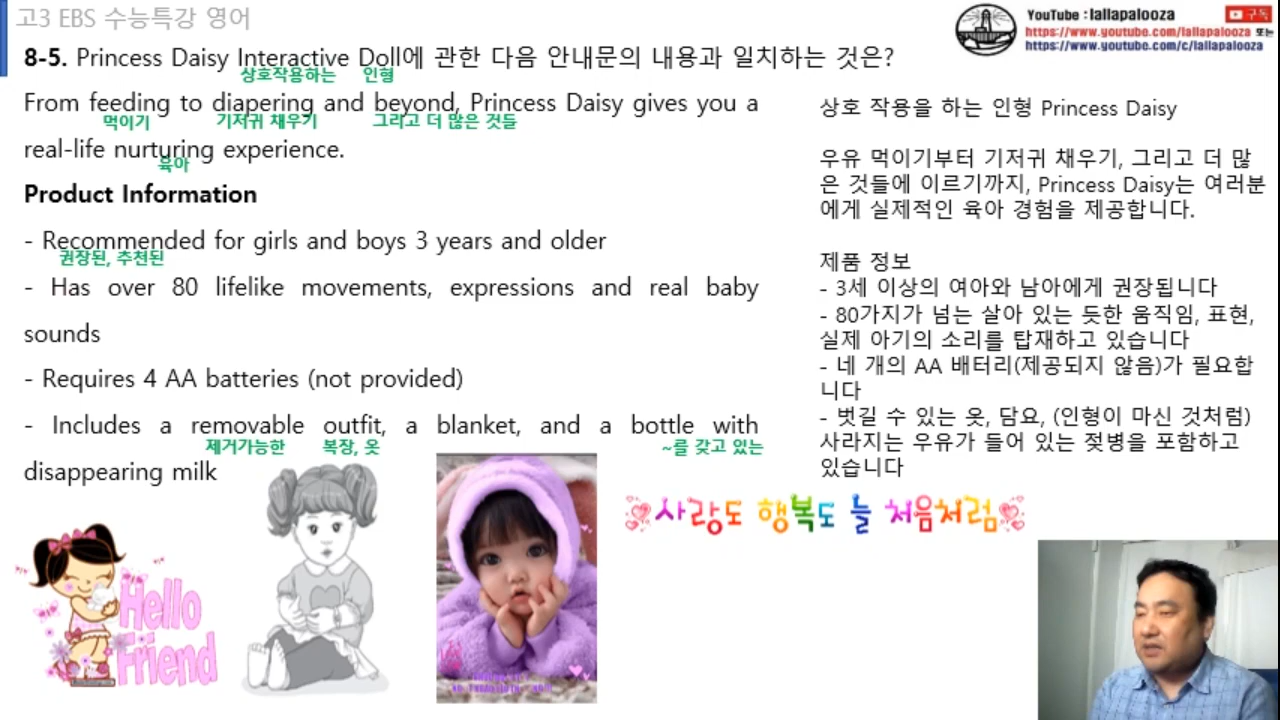 고3 EBS 수능특강 영어
YouTube : lallapalooza
구독
https://www.youtube.com/lallapalooza 또는
https://www.youtube.com/c/lallapalooza
8-5. Princess Daisy Interactive Doll에 관한 다음 안내문의 내용과 일치하는 것은?
상호작용하는 인형
From feeding to diapering and beyond, Princess Daisy gives you a
먹이기 기저귀 채우기 그리고 더 많은 것들
real-life nurturing experience.
육아
Product Information
- Recommended for girls and boys 3 years and older
권장된, 추천된
- Has over 80 lifelike movements, expressions and real baby
sounds
- Requires 4 AA batteries (not provided)
- Includes a removable outfit, a blanket, and a bottle with
제거가능한 복장, 옷 ~를 갖고 있는
disappearing milk
상호 작용을 하는 인형 Princess Daisy
우유 먹이기부터 기저귀 채우기, 그리고 더 많
은 것들에 이르기까지, Princess Daisy는 여러분
에게 실제적인 육아 경험을 제공합니다.
제품 정보
- 3세 이상의 여아와 남아에게 권장됩니다
- 80가지가 넘는 살아 있는 듯한 움직임, 표현,
실제 아기의 소리를 탑재하고 있습니다
- 네 개의 AA 배터리(제공되지 않음)가 필요합
니다
- 벗길 수 있는 옷, 담요, (인형이 마신 것처럼)
사라지는 우유가 들어 있는 젖병을 포함하고
있습니다
사랑도 행복도 늘 처음처럼
Hello
Friend